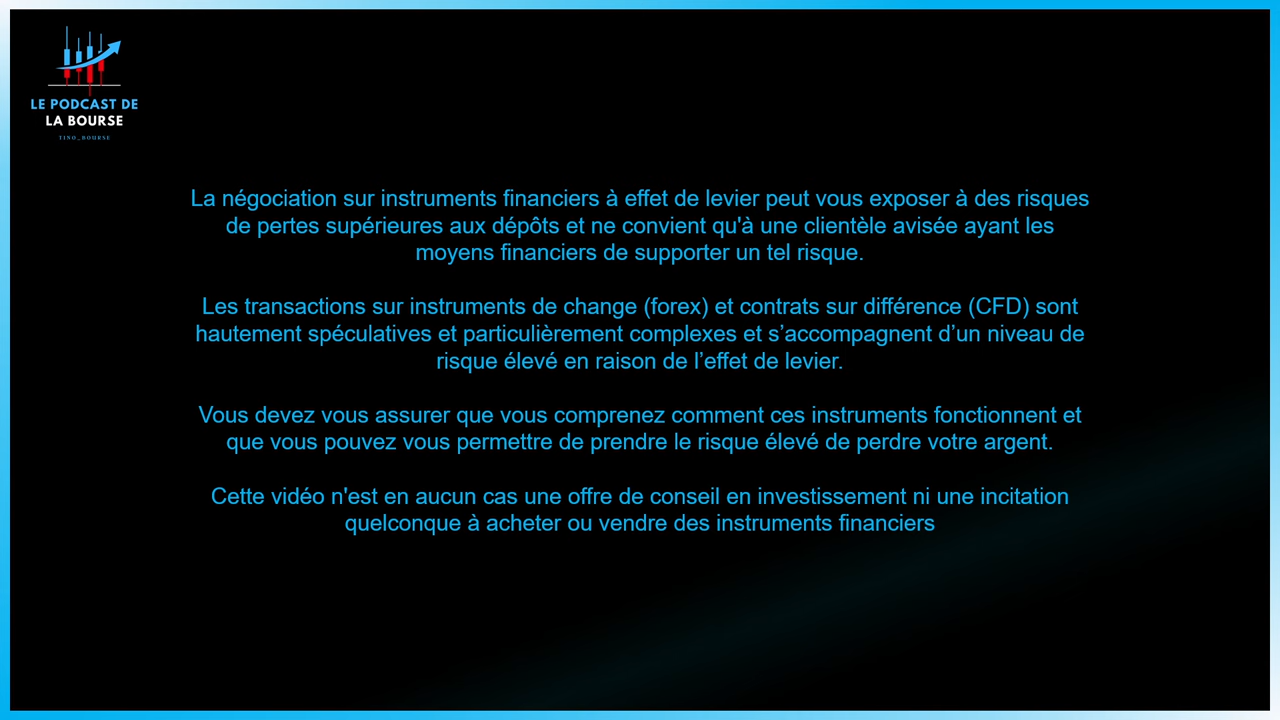 LE PODCAST DE
LA BOURSE
TINO_BOURSE
La négociation sur instruments financiers à effet de levier peut vous exposer à des risques
de pertes supérieures aux dépôts et ne convient qu'à une clientèle avisée ayant les
moyens financiers de supporter un tel risque.
Les transactions sur instruments de change (forex) et contrats sur différence (CFD) sont
hautement spéculatives et particulièrement complexes et s’accompagnent d’un niveau de
risque élevé en raison de l’effet de levier.
Vous devez vous assurer que vous comprenez comment ces instruments fonctionnent et
que vous pouvez vous permettre de prendre le risque élevé de perdre votre argent.
Cette vidéo n'est en aucun cas une offre de conseil en investissement ni une incitation
quelconque à acheter ou vendre des instruments financiers